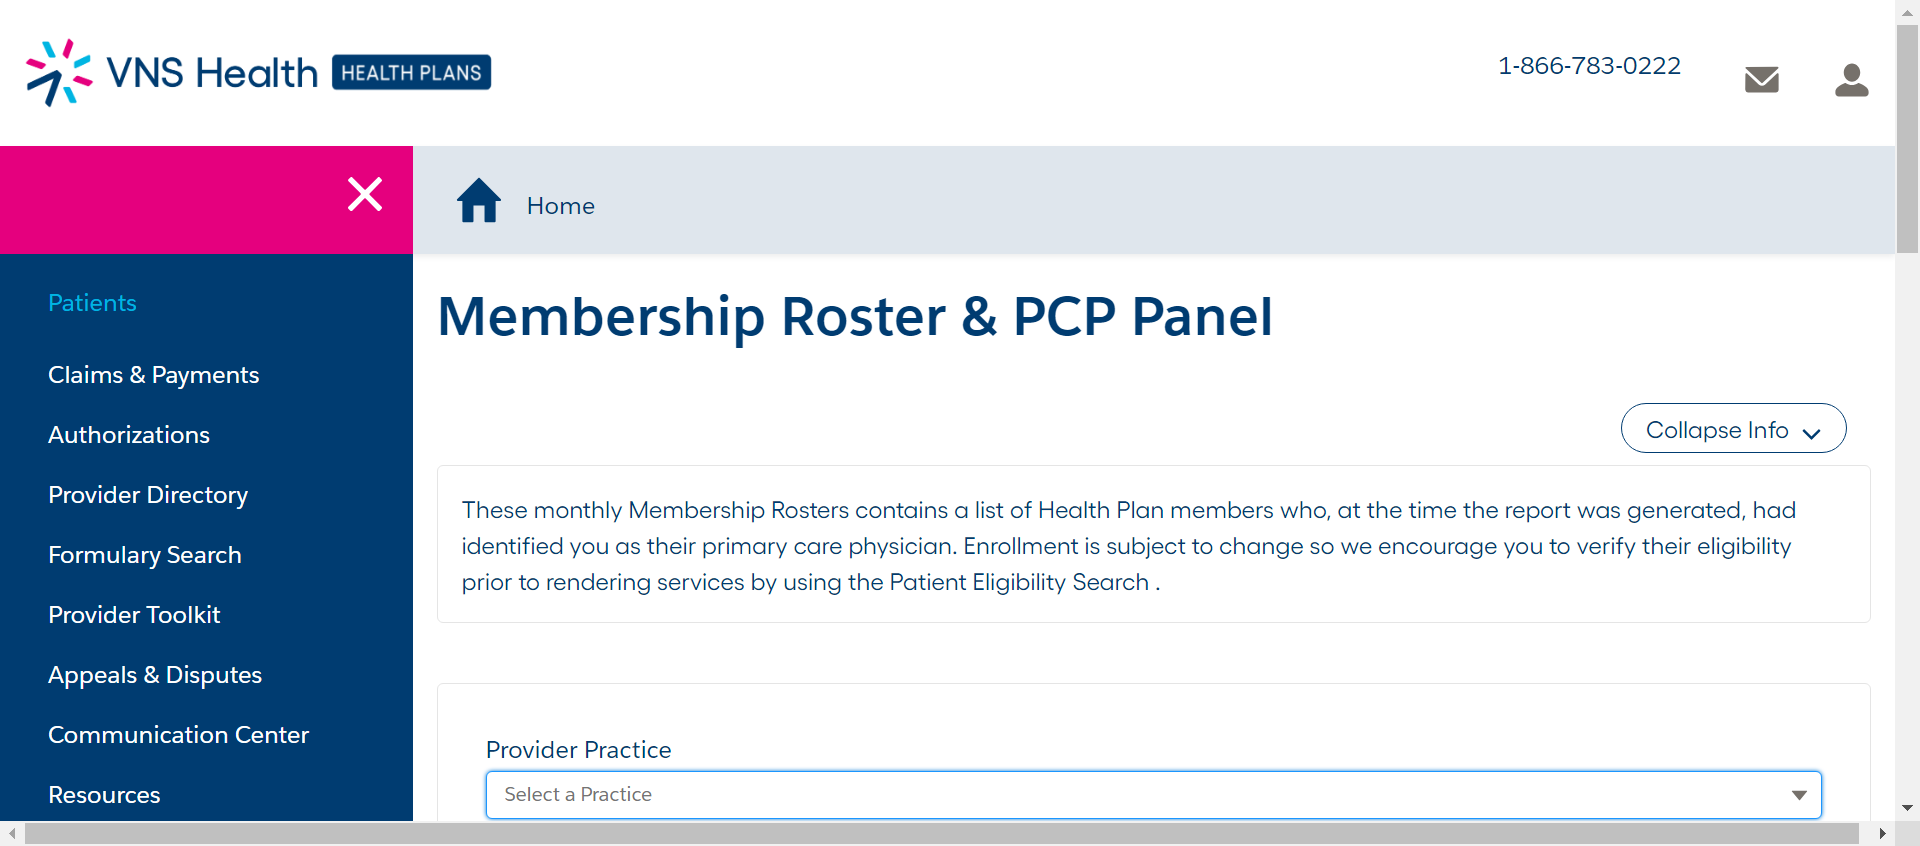 VNS Health HEALTH PLANS
1-866-783-0222
Home
Patients
Claims & Payments
Authorizations
Provider Directory
Formulary Search
Provider Toolkit
Appeals & Disputes
Communication Center
Resources
Membership Roster & PCP Panel
Collapse Info
These monthly Membership Rosters contains a list of Health Plan members who, at the time the report was generated, had
identified you as their primary care physician. Enrollment is subject to change so we encourage you to verify their eligibility
prior to rendering services by using the Patient Eligibility Search .
Provider Practice
Select a Practice